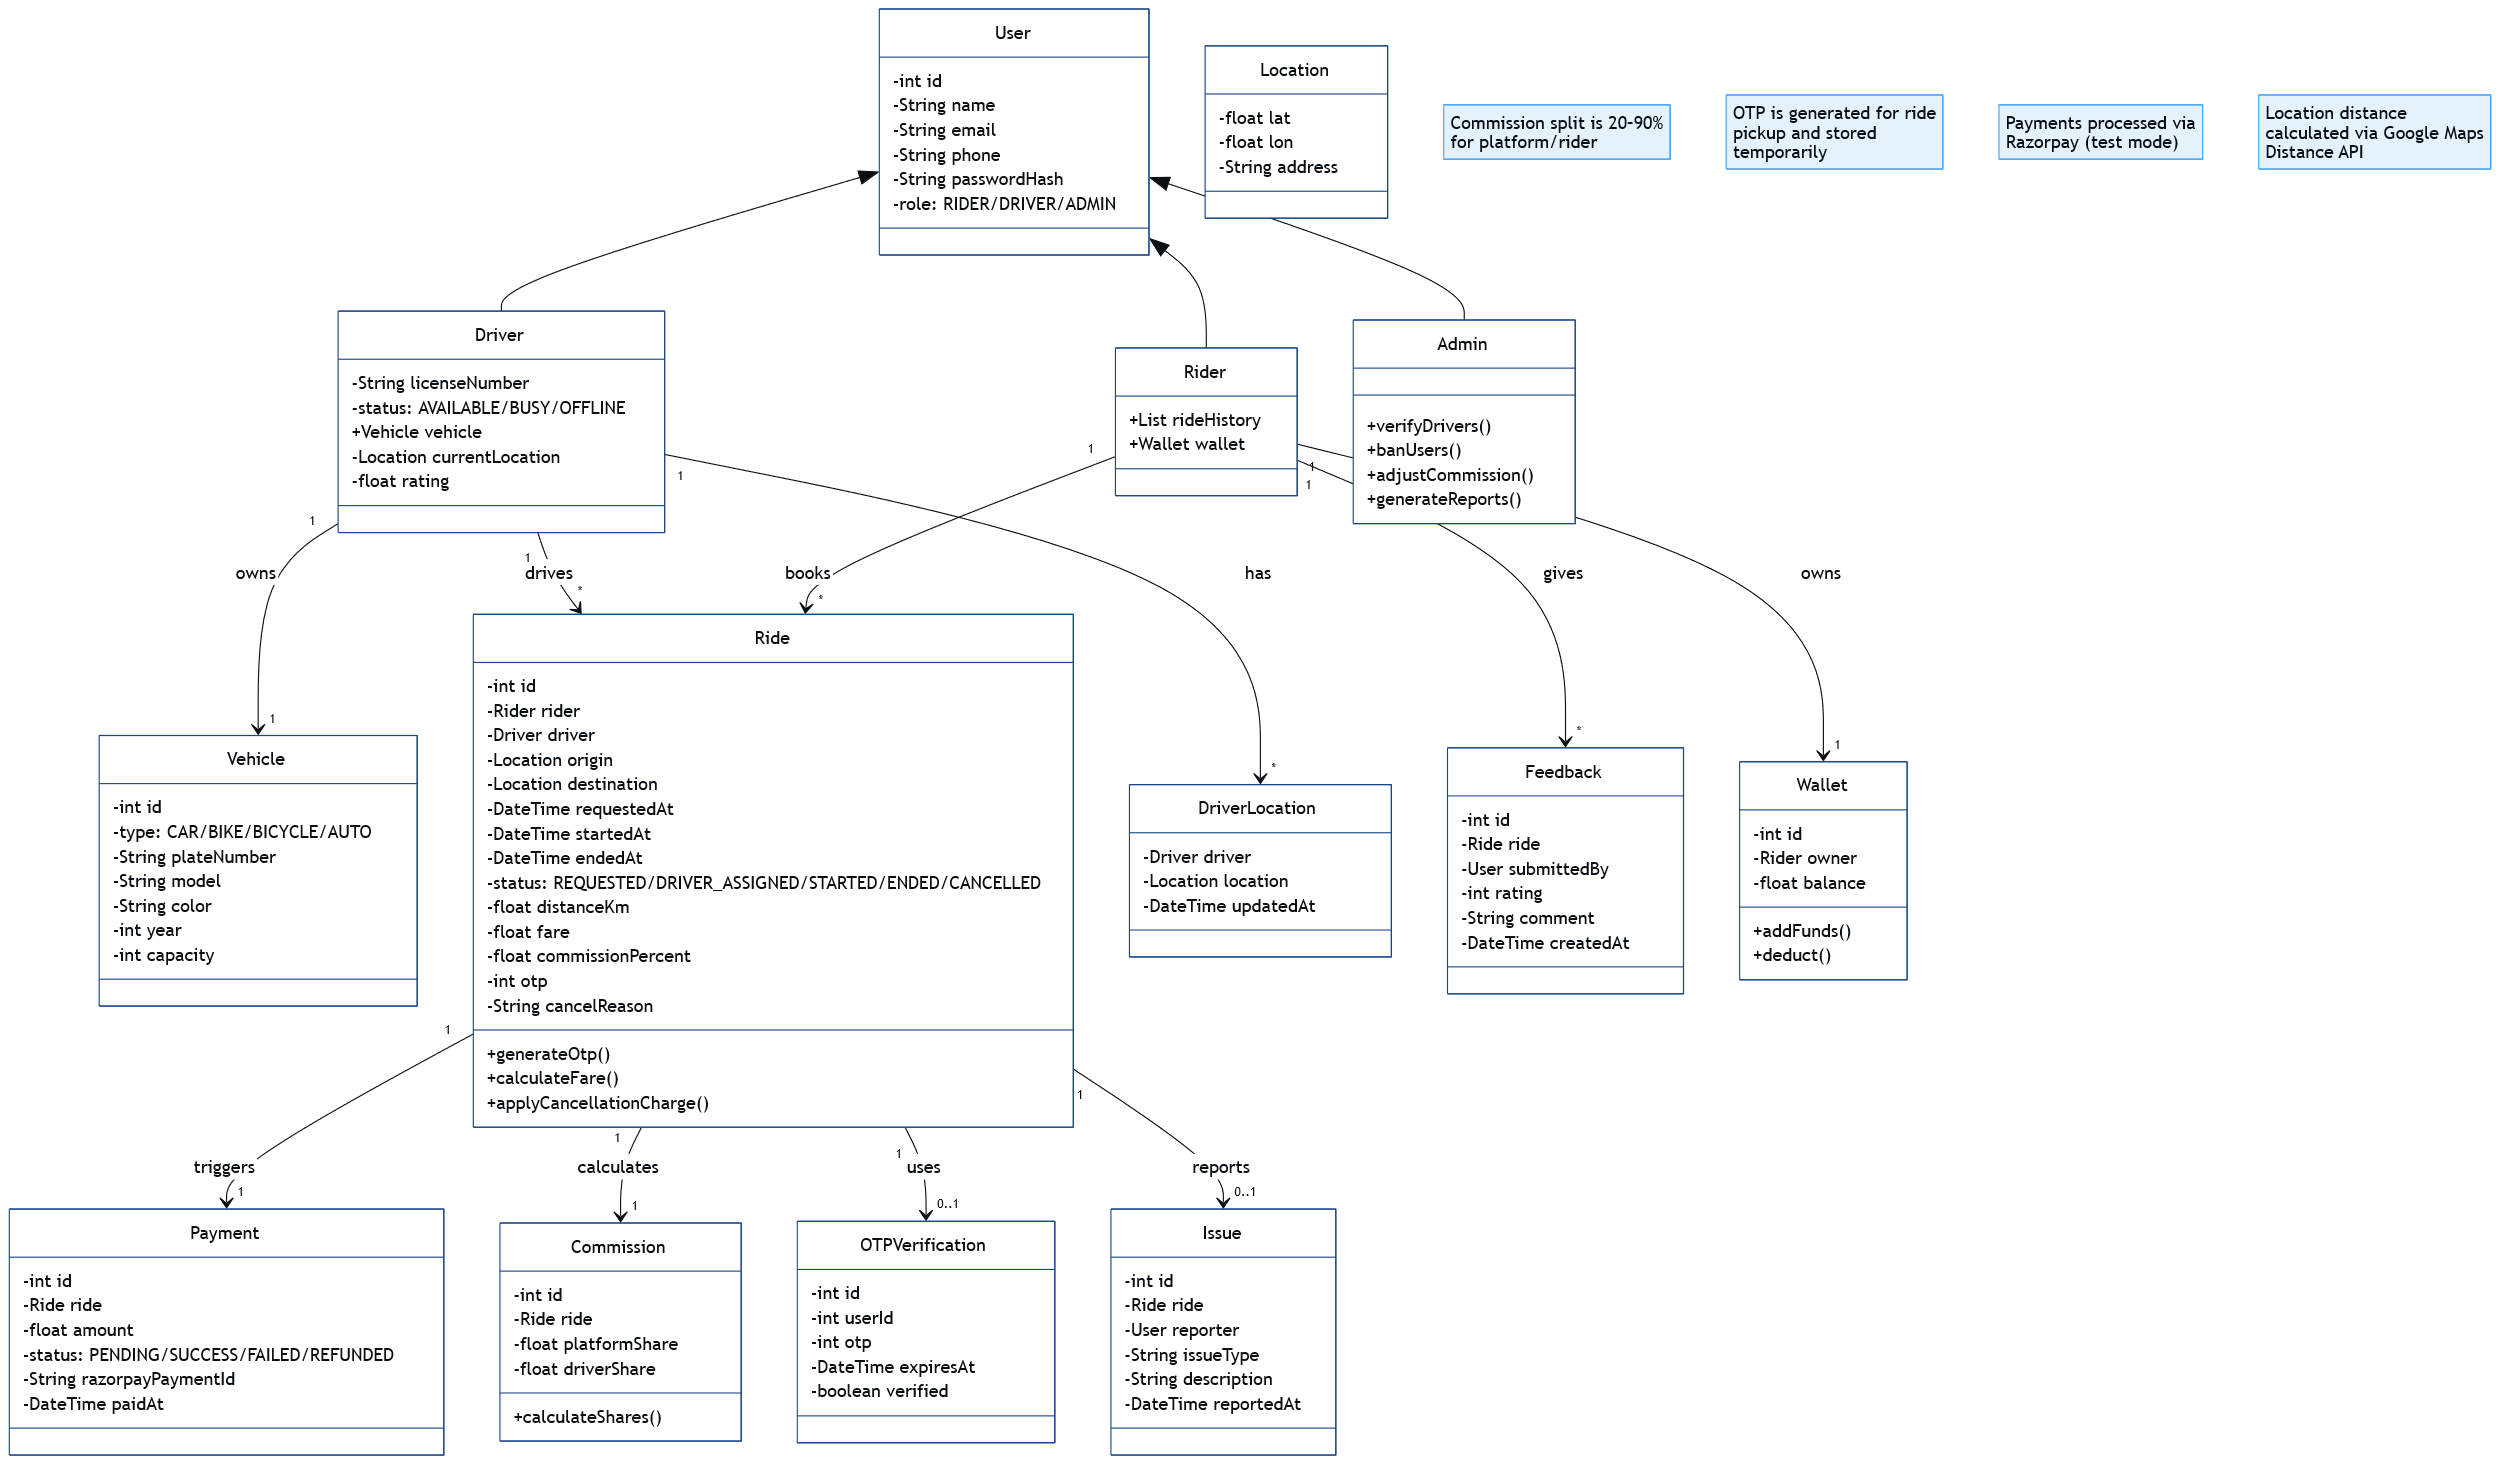 User
-int id
-String name
-String email
-String phone
-String passwordHash
-role: RIDER/DRIVER/ADMIN
Location
-float lat
-float lon
-String address
Commission split is 20-90%
for platform/rider
OTP is generated for ride
pickup and stored
temporarily
Payments processed via
Razorpay (test mode)
Location distance
calculated via Google Maps
Distance API
Driver
-String licenseNumber
-status: AVAILABLE/BUSY/OFFLINE
+Vehicle vehicle
-Location currentLocation
-float rating
Rider
+List rideHistory
+Wallet wallet
Admin
+verifyDrivers()
+banUsers()
+adjustCommission()
+generateReports()
1
1
1
1
1
1
owns
drives
books
has
gives
owns
*
*
1
*
*
1
Ride
-int id
-Rider rider
-Driver driver
-Location origin
-Location destination
-DateTime requestedAt
-DateTime startedAt
-DateTime endedAt
-status: REQUESTED/DRIVER_ASSIGNED/STARTED/ENDED/CANCELLED
-float distanceKm
-float fare
-float commissionPercent
-int otp
-String cancelReason
+generateOtp()
+calculateFare()
+applyCancellationCharge()
Vehicle
-int id
-type: CAR/BIKE/BICYCLE/AUTO
-String plateNumber
-String model
-String color
-int year
-int capacity
DriverLocation
-Driver driver
-Location location
-DateTime updatedAt
Feedback
-int id
-Ride ride
-User submittedBy
-int rating
-String comment
-DateTime createdAt
Wallet
-int id
-Rider owner
-float balance
+addFunds()
+deduct()
1
1
1
1
triggers
calculates
uses
reports
1
1
0..1
0..1
Payment
-int id
-Ride ride
-float amount
-status: PENDING/SUCCESS/FAILED/REFUNDED
-String razorpayPaymentId
-DateTime paidAt
Commission
-int id
-Ride ride
-float platformShare
-float driverShare
+calculateShares()
OTPVerification
-int id
-int userId
-int otp
-DateTime expiresAt
-boolean verified
Issue
-int id
-Ride ride
-User reporter
-String issueType
-String description
-DateTime reportedAt